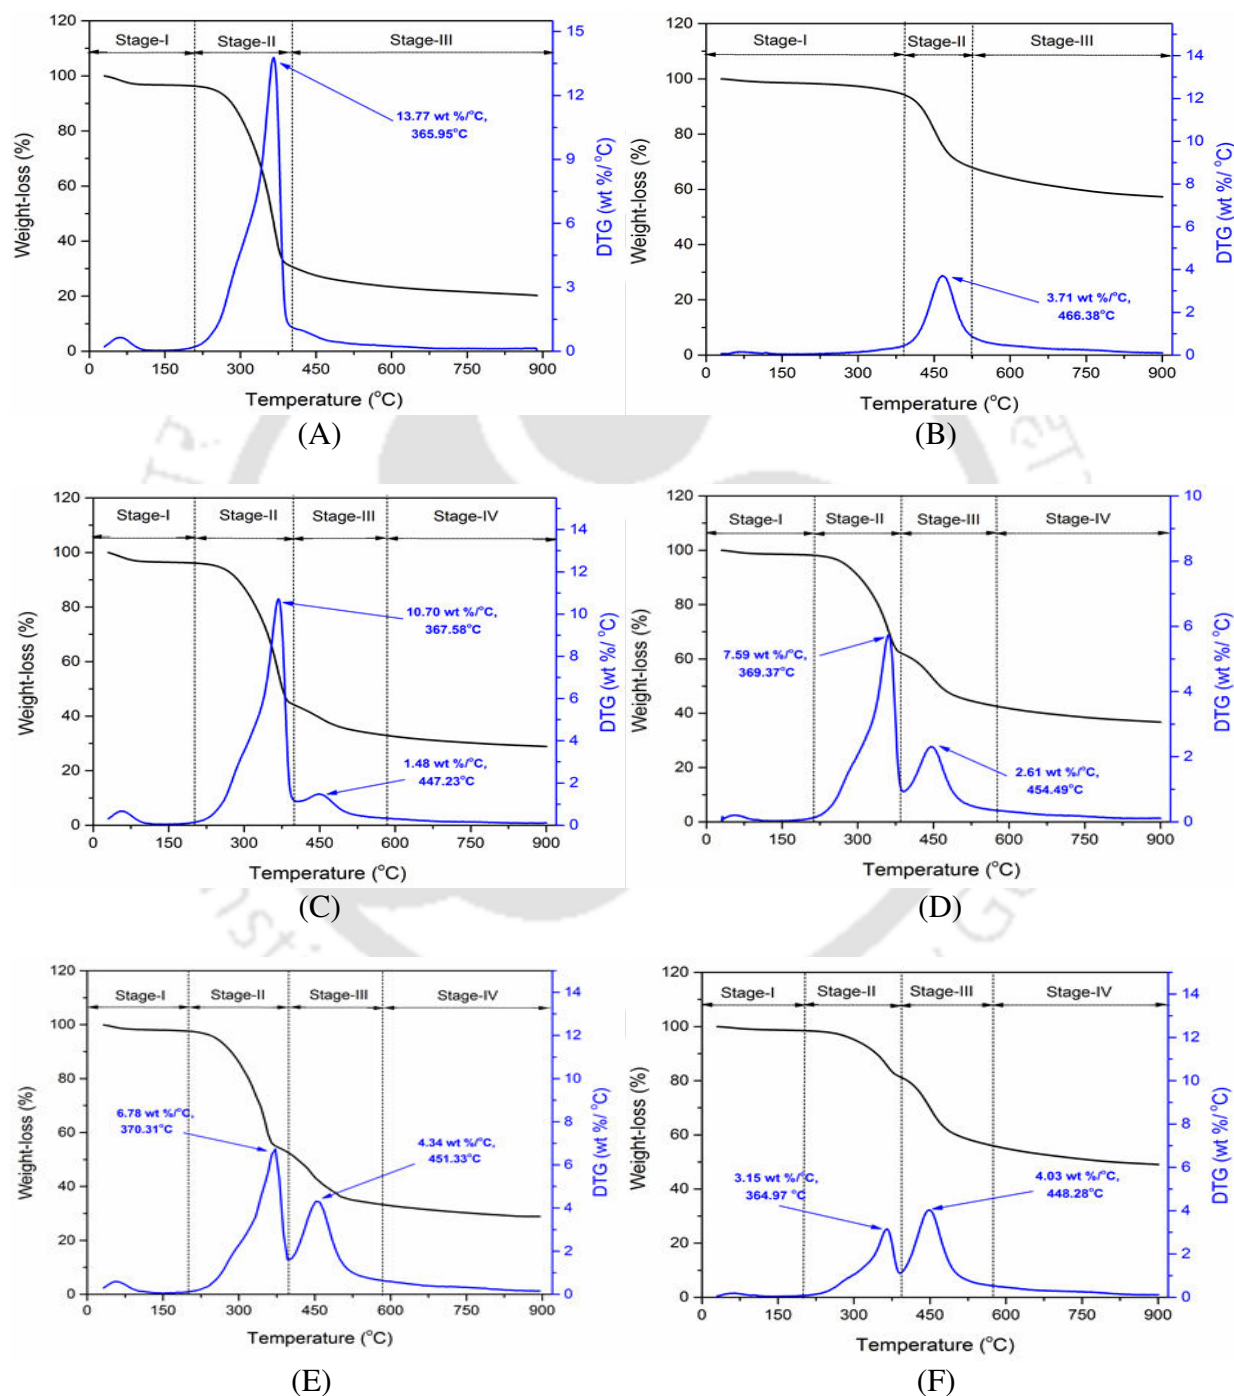 120
100
80
60
40
20
0
Weight-loss (%)
Stage-I
Stage-II
Stage-III
13.77 wt %/°C,
365.95°C
15
12
9
6
3
0
DTG (wt %/ °C)
0 150 300 450 600 750 900
Temperature (°C)
(A)
120
100
80
60
40
20
0
Weight-loss (%)
Stage-I
Stage-II
Stage-III
3.71 wt %/°C,
466.38°C
14
12
10
8
6
4
2
0
DTG (wt %/ °C)
0 150 300 450 600 750 900
Temperature (°C)
(B)
120
100
80
60
40
20
0
Weight-loss (%)
Stage-I
Stage-II
Stage-III
Stage-IV
10.70 wt %/°C,
367.58°C
1.48 wt %/°C,
447.23°C
14
12
10
8
6
4
2
0
DTG (wt %/ °C)
0 150 300 450 600 750 900
Temperature (°C)
(C)
120
100
80
60
40
20
0
Weight-loss (%)
Stage-I
Stage-II
Stage-III
Stage-IV
7.59 wt %/°C,
369.37°C
2.61 wt %/°C,
454.49°C
10
8
6
4
2
0
DTG (wt %/ °C)
0 150 300 450 600 750 900
Temperature (°C)
(D)
120
100
80
60
40
20
0
Weight-loss (%)
Stage-I
Stage-II
Stage-III
Stage-IV
6.78 wt %/°C,
370.31°C
4.34 wt %/°C,
451.33°C
14
12
10
8
6
4
2
0
DTG (wt %/ °C)
0 150 300 450 600 750 900
Temperature (°C)
(E)
120
100
80
60
40
20
0
Weight-loss (%)
Stage-I
Stage-II
Stage-III
Stage-IV
3.15 wt %/°C,
364.97 °C
4.03 wt %/°C,
448.28°C
14
12
10
8
6
4
2
0
DTG (wt %/ °C)
0 150 300 450 600 750 900
Temperature (°C)
(F)